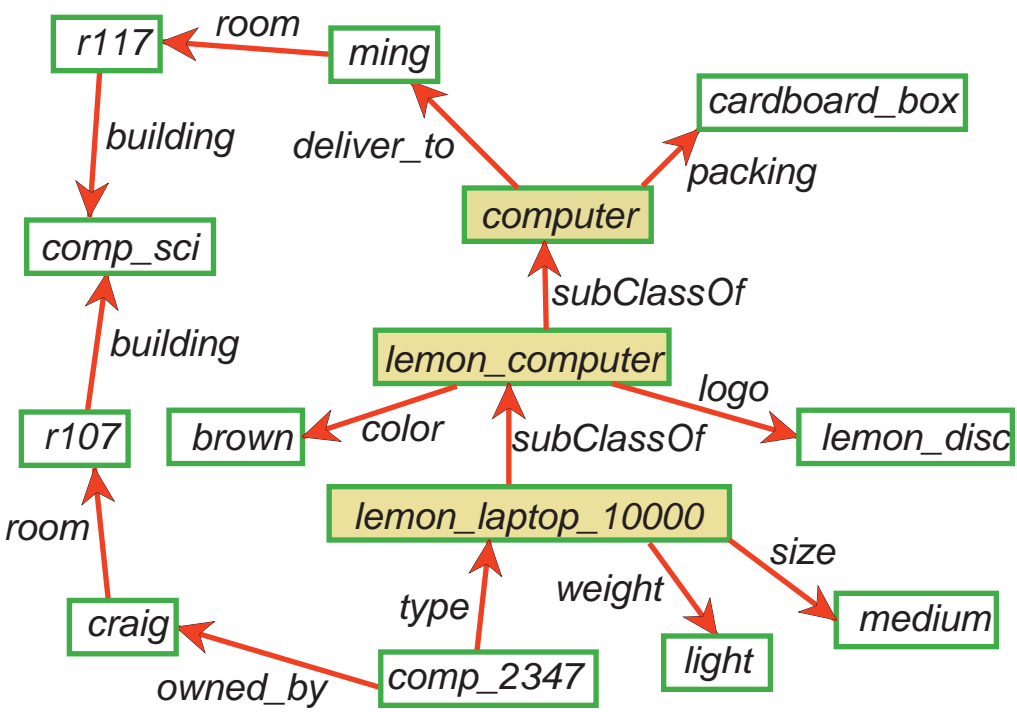 room
r117
ming
cardboard_box
building
deliver_to
packing
computer
comp_sci
subClassOf
building
lemon_computer
logo
r107
brown
color
subClassOf
lemon_disc
lemon_laptop_10000
room
size
weight
type
craig
medium
light
comp_2347
owned_by